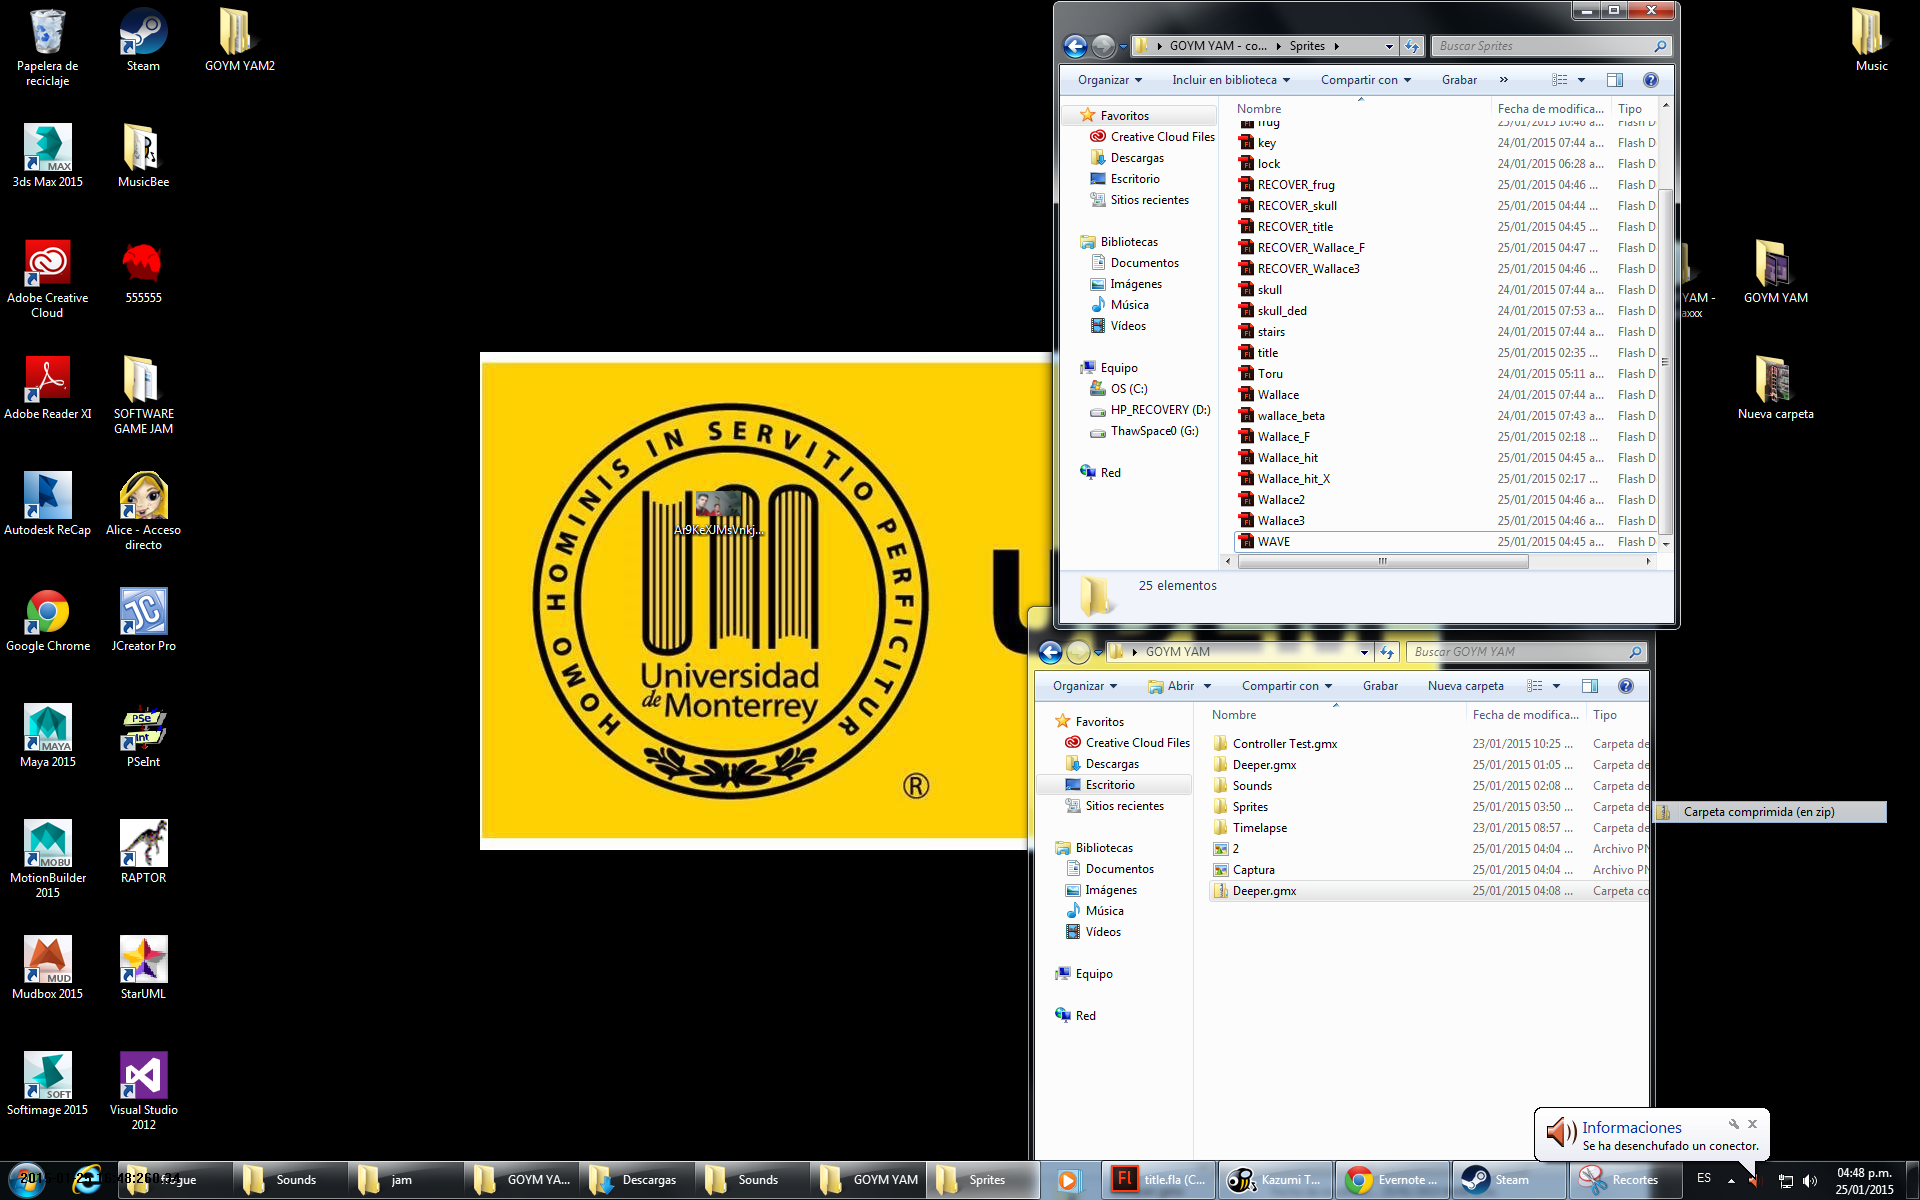 Papelera de
reciclaje
Steam
GOYM YAM2
3ds Max 2015
MusicBee
Adobe Creative
Cloud
555555
Adobe Reader XI
SOFTWARE
GAME JAM
Autodesk ReCap
Alice - Acceso
directo
Google Chrome
JCreator Pro
Maya 2015
PSeInt
MotionBuilder
2015
RAPTOR
Mudbox 2015
StarUML
Softimage 2015
Visual Studio
2012
HOMO HOMINIS IN SERVITIO PERFICITUR
Universidad
de Monterrey
®
GOYM YAM - co... Sprites
Buscar Sprites
Organizar
Incluir en biblioteca
Compartir con
Grabar
»
Favoritos
Creative Cloud Files
Descargas
Escritorio
Sitios recientes
Bibliotecas
Documentos
Imágenes
Música
Vídeos
Equipo
OS (C:)
HP_RECOVERY (D:)
ThawSpace0 (G:)
Red
Nombre Fecha de modifica... Tipo
frug 25/01/2015 10:46 a... Flash D
key 24/01/2015 07:44 a... Flash D
lock 24/01/2015 06:28 a... Flash D
RECOVER_frug 25/01/2015 04:46 ... Flash D
RECOVER_skull 25/01/2015 04:44 ... Flash D
RECOVER_title 25/01/2015 04:45 ... Flash D
RECOVER_Wallace_F 25/01/2015 04:47 ... Flash D
RECOVER_Wallace3 25/01/2015 04:46 ... Flash D
skull 24/01/2015 07:44 a... Flash D
skull_ded 24/01/2015 07:53 a... Flash D
stairs 24/01/2015 07:44 a... Flash D
title 25/01/2015 02:35 ... Flash D
Toru 24/01/2015 05:11 a... Flash D
Wallace 24/01/2015 07:44 a... Flash D
wallace_beta 24/01/2015 07:43 a... Flash D
Wallace_F 25/01/2015 02:18 ... Flash D
Wallace_hit 25/01/2015 04:45 a... Flash D
Wallace_hit_X 25/01/2015 02:17 ... Flash D
Wallace2 25/01/2015 04:46 a... Flash D
Wallace3 25/01/2015 04:46 a... Flash D
WAVE 25/01/2015 04:45 a... Flash D
25 elementos
GOYM YAM
Buscar GOYM YAM
Organizar
Abrir
Compartir con
Grabar
Nueva carpeta
Favoritos
Creative Cloud Files
Descargas
Escritorio
Sitios recientes
Bibliotecas
Documentos
Imágenes
Música
Vídeos
Equipo
Red
Nombre Fecha de modifica... Tipo
Controller Test.gmx 23/01/2015 10:25 ... Carpeta de
Deeper.gmx 25/01/2015 01:05 ... Carpeta de
Sounds 25/01/2015 02:08 ... Carpeta de
Sprites 25/01/2015 03:50 ... Carpeta de
Timelapse 23/01/2015 08:57 ... Carpeta de
2 25/01/2015 04:04 ... Archivo PN
Captura 25/01/2015 04:04 ... Archivo PN
Deeper.gmx 25/01/2015 04:08 ... Carpeta co
Carpeta comprimida (en zip)
Music
YAM -
axxx
GOYM YAM
Nueva carpeta
Informaciones
Se ha desenchufado un conector.
Sounds
jam
GOYM YA...
Descargas
Sounds
GOYM YAM
Sprites
title.fla (C...
Kazumi T...
Evernote ...
Steam
Recortes
ES
04:48 p.m.
25/01/2015